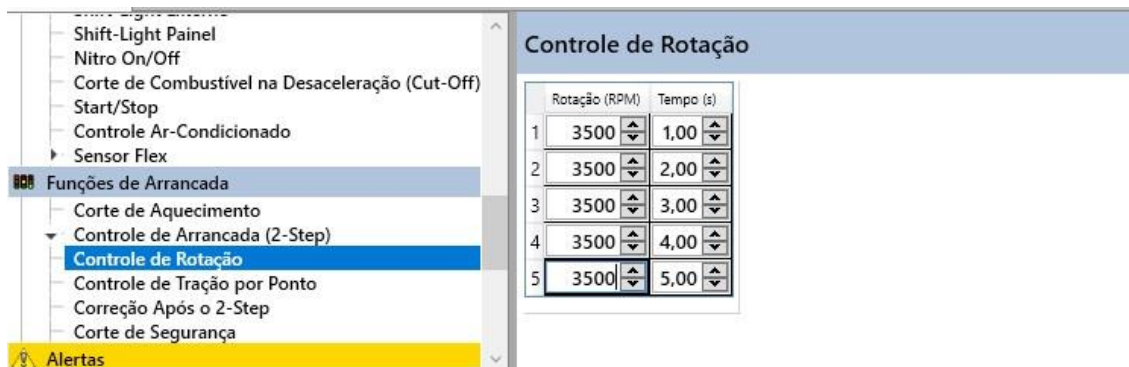 Shift-Light Painel
Nitro On/Off
Corte de Combustível na Desaceleração (Cut-Off)
Start/Stop
Controle Ar-Condicionado
Sensor Flex
Funções de Arrancada
Corte de Aquecimento
Controle de Arrancada (2-Step)
Controle de Rotação
Controle de Tração por Ponto
Correção Após o 2-Step
Corte de Segurança
Alertas
Controle de Rotação
Rotação (RPM) Tempo (s)
1 3500 1,00
2 3500 2,00
3 3500 3,00
4 3500 4,00
5 3500 5,00